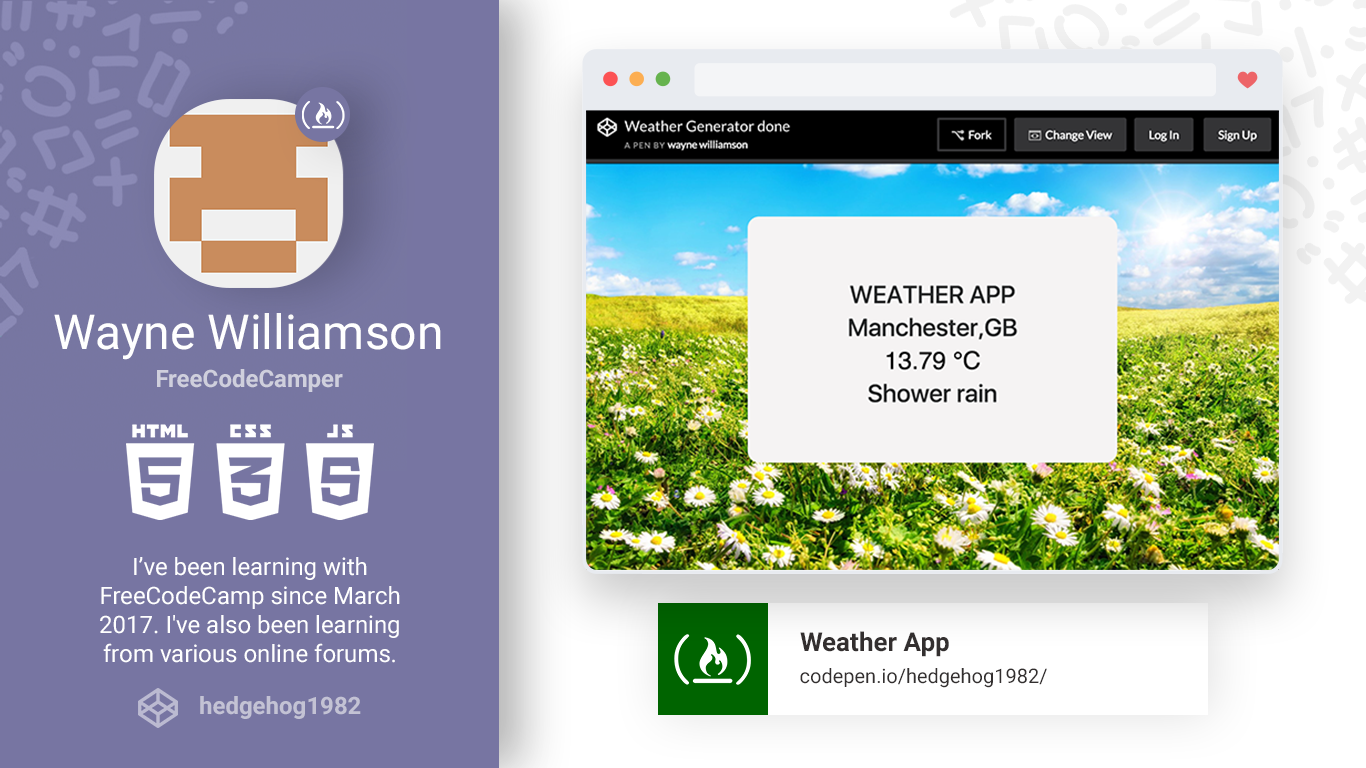 Wayne Williamson
FreeCodeCamper
HTML CSS JS
5 3 5
I've been learning with
FreeCodeCamp since March
2017. I've also been learning
from various online forums.
hedgehog1982
Weather Generator done
A PEN BY wayne williamson
Fork
Change View
Log In
Sign Up
WEATHER APP
Manchester,GB
13.79 °C
Shower rain
Weather App
codepen.io/hedgehog1982/